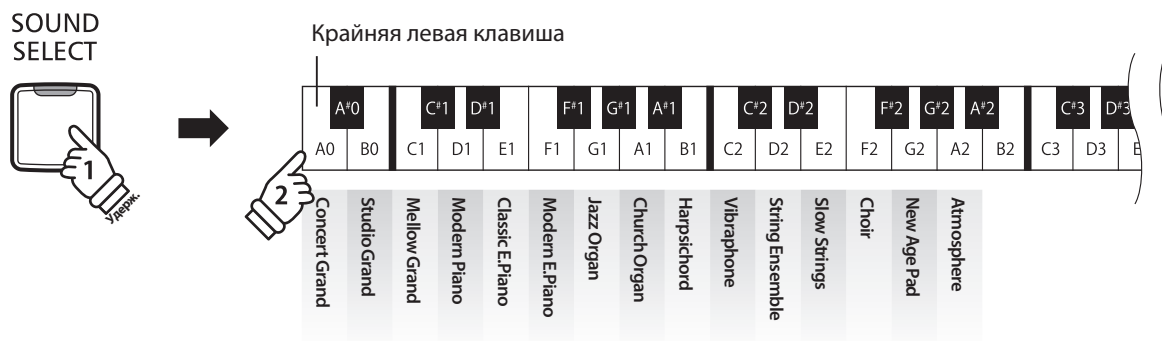 SOUND
SELECT
Крайняя левая клавиша
A#0 C#1 D#1 F#1 G#1 A#1 C#2 D#2 F#2 G#2 A#2 C#3 D#3
A0 B0 C1 D1 E1 F1 G1 A1 B1 C2 D2 E2 F2 G2 A2 B2 C3 D3 E
1
Удерж.
2
Concert Grand
Studio Grand
Mellow Grand
Modern Piano
Classic E.Piano
Modern E.Piano
Jazz Organ
Church Organ
Harpsichord
Vibraphone
String Ensemble
Slow Strings
Choir
New Age Pad
Atmosphere